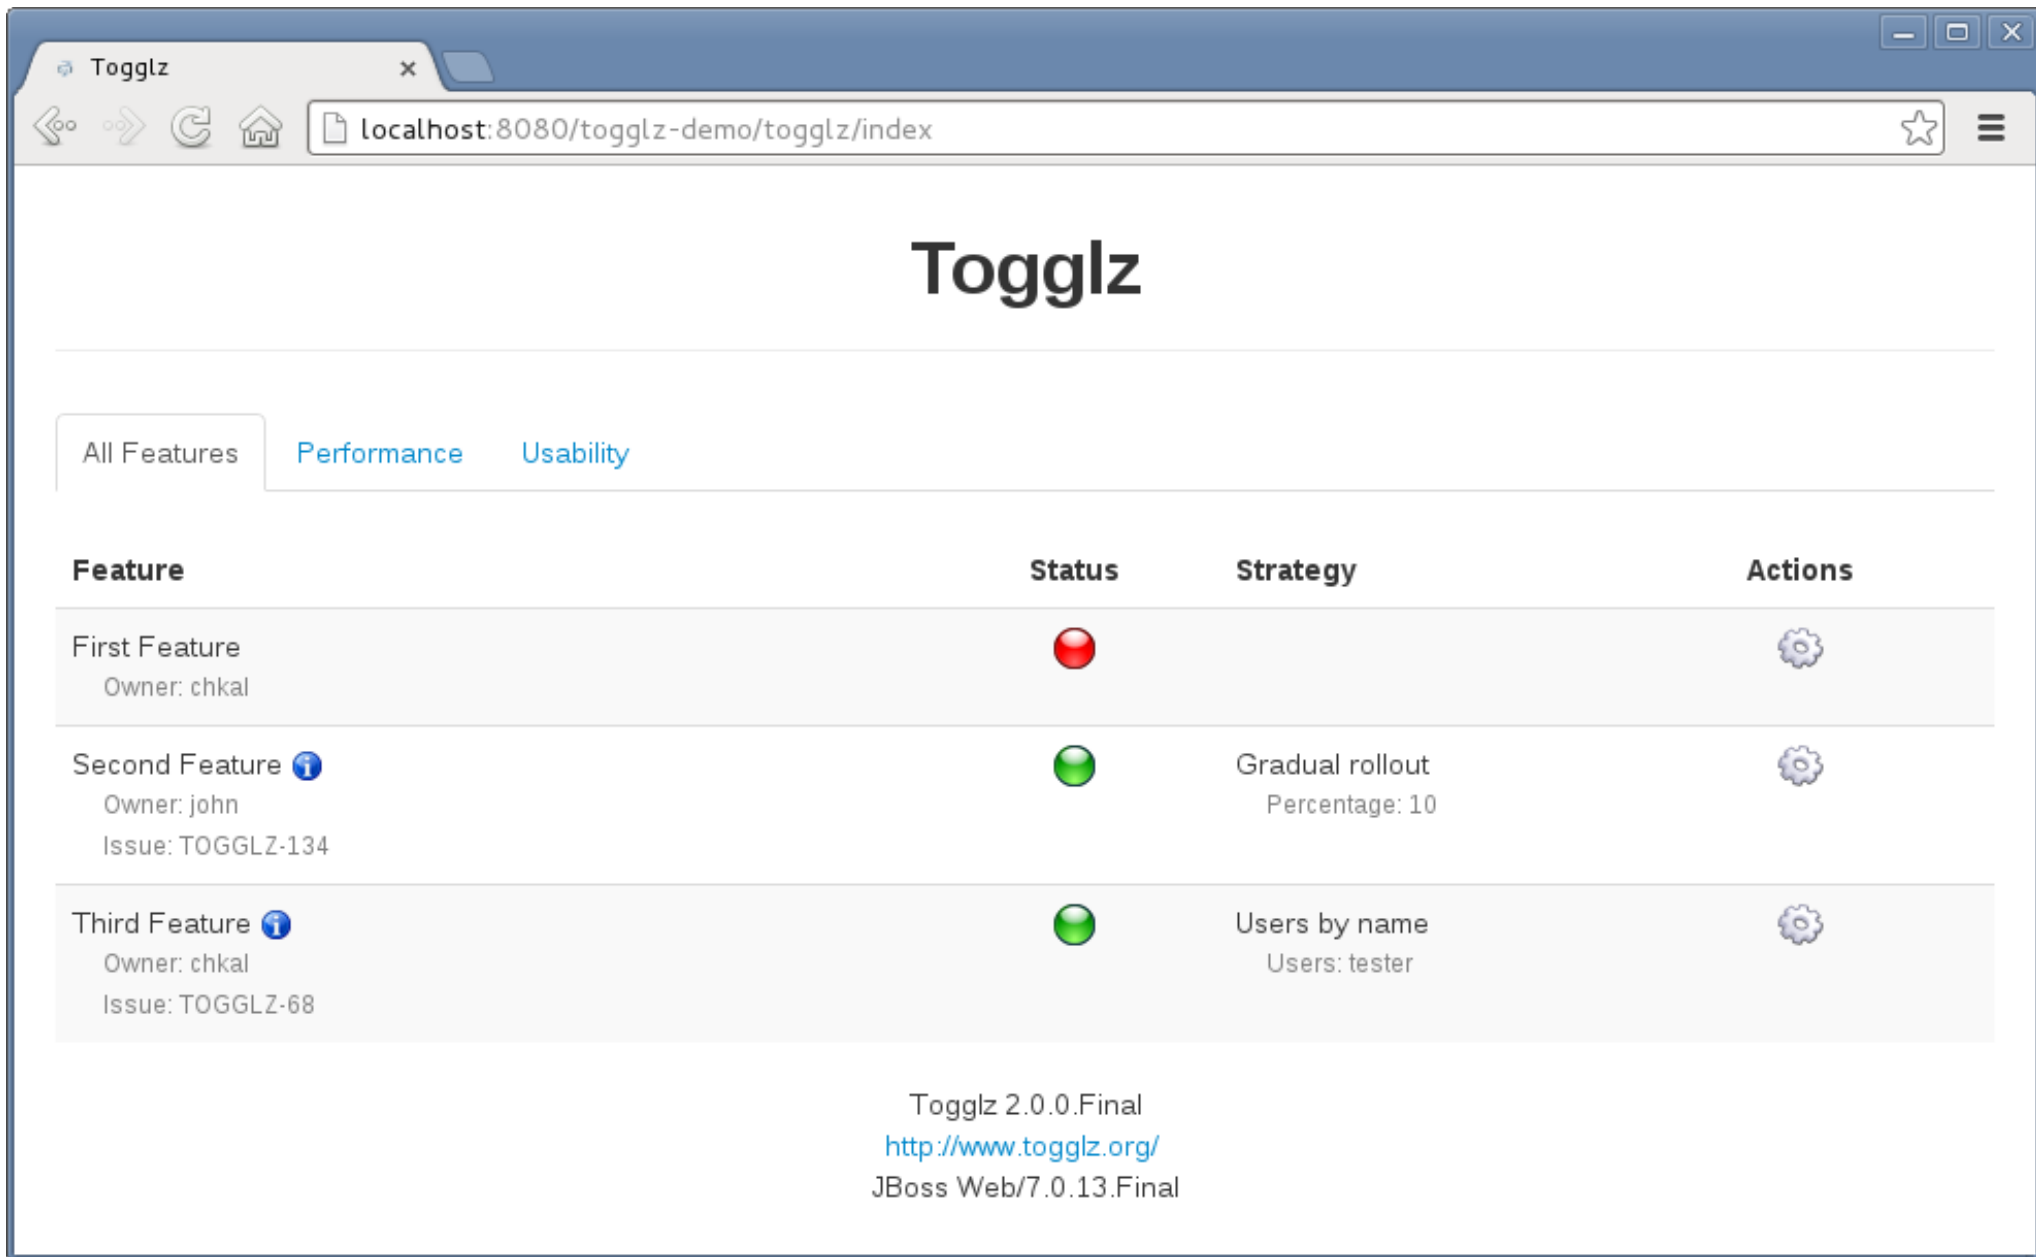 Togglz
localhost:8080/togglz-demo/togglz/index
Togglz
All Features Performance Usability
Feature Status Strategy Actions
First Feature
Owner: chkal
Second Feature Gradual rollout
Owner: john Percentage: 10
Issue: TOGGLZ-134
Third Feature Users by name
Owner: chkal Users: tester
Issue: TOGGLZ-68
Togglz 2.0.0.Final
http://www.togglz.org/
JBoss Web/7.0.13.Final